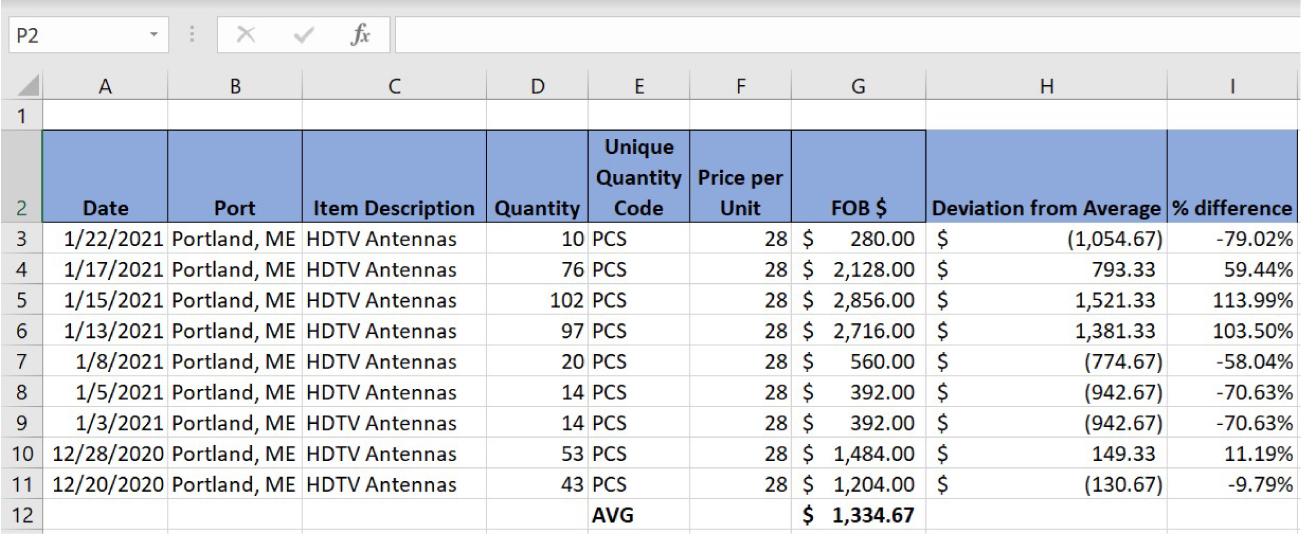 P2 fx
A B C D E F G H I
1
2 Date Port Item Description Quantity Unique Quantity Code Price per Unit FOB $ Deviation from Average % difference
3 1/22/2021 Portland, ME HDTV Antennas 10 PCS 28 $ 280.00 $ (1,054.67) -79.02%
4 1/17/2021 Portland, ME HDTV Antennas 76 PCS 28 $ 2,128.00 $ 793.33 59.44%
5 1/15/2021 Portland, ME HDTV Antennas 102 PCS 28 $ 2,856.00 $ 1,521.33 113.99%
6 1/13/2021 Portland, ME HDTV Antennas 97 PCS 28 $ 2,716.00 $ 1,381.33 103.50%
7 1/8/2021 Portland, ME HDTV Antennas 20 PCS 28 $ 560.00 $ (774.67) -58.04%
8 1/5/2021 Portland, ME HDTV Antennas 14 PCS 28 $ 392.00 $ (942.67) -70.63%
9 1/3/2021 Portland, ME HDTV Antennas 14 PCS 28 $ 392.00 $ (942.67) -70.63%
10 12/28/2020 Portland, ME HDTV Antennas 53 PCS 28 $ 1,484.00 $ 149.33 11.19%
11 12/20/2020 Portland, ME HDTV Antennas 43 PCS 28 $ 1,204.00 $ (130.67) -9.79%
12 AVG $ 1,334.67